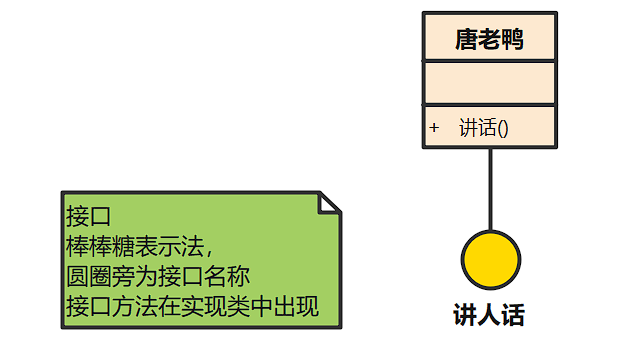 唐老鸭
+ 讲话()
接口
棒棒糖表示法，
圆圈旁为接口名称
接口方法在实现类中出现
讲人话